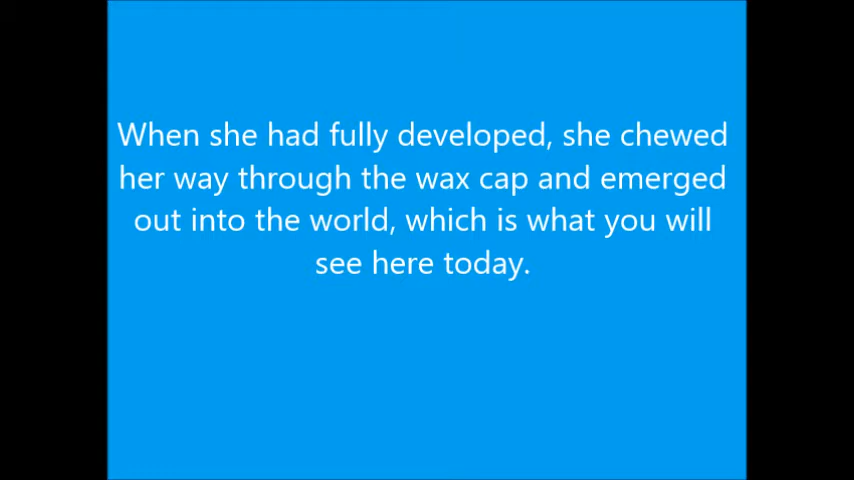 When she had fully developed, she chewed
her way through the wax cap and emerged
out into the world, which is what you will
see here today.